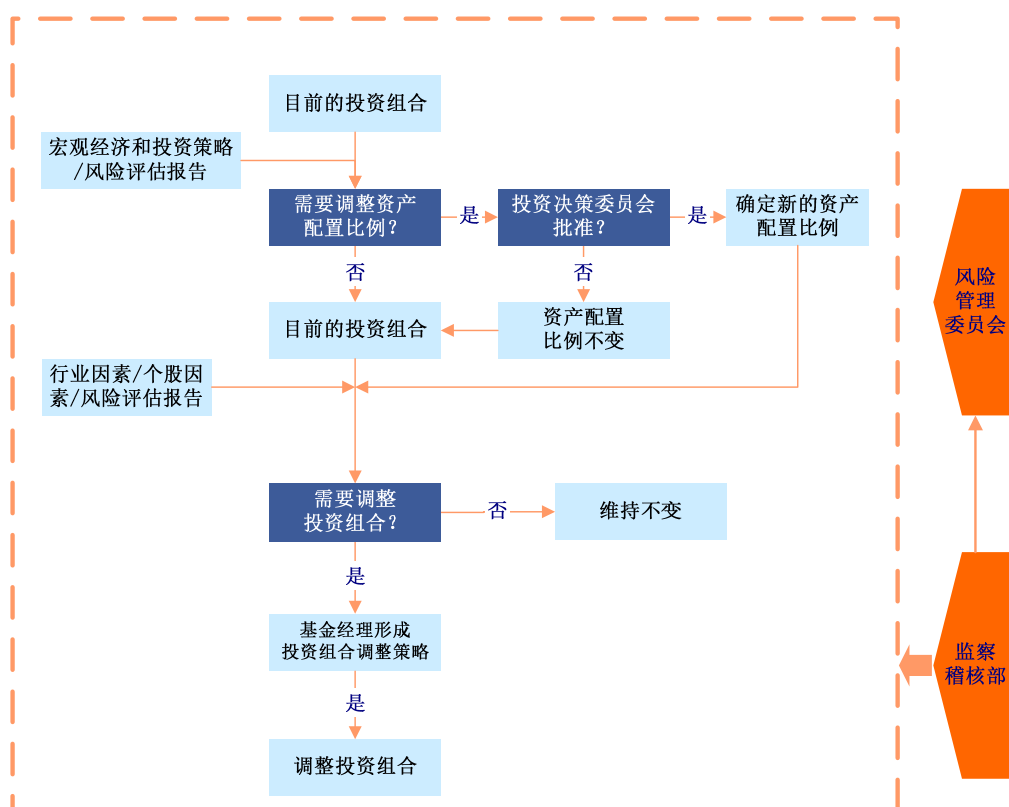 目前的投资组合
宏观经济和投资策略
/风险评估报告
需要调整资产
配置比例？
是
投资决策委员会
批准？
是
确定新的资产
配置比例
否
否
目前的投资组合
资产配置
比例不变
行业因素/个股因
素/风险评估报告
需要调整
投资组合？
否
维持不变
是
基金经理形成
投资组合调整策略
是
调整投资组合
风险
管理
委员会
监察
稽核部